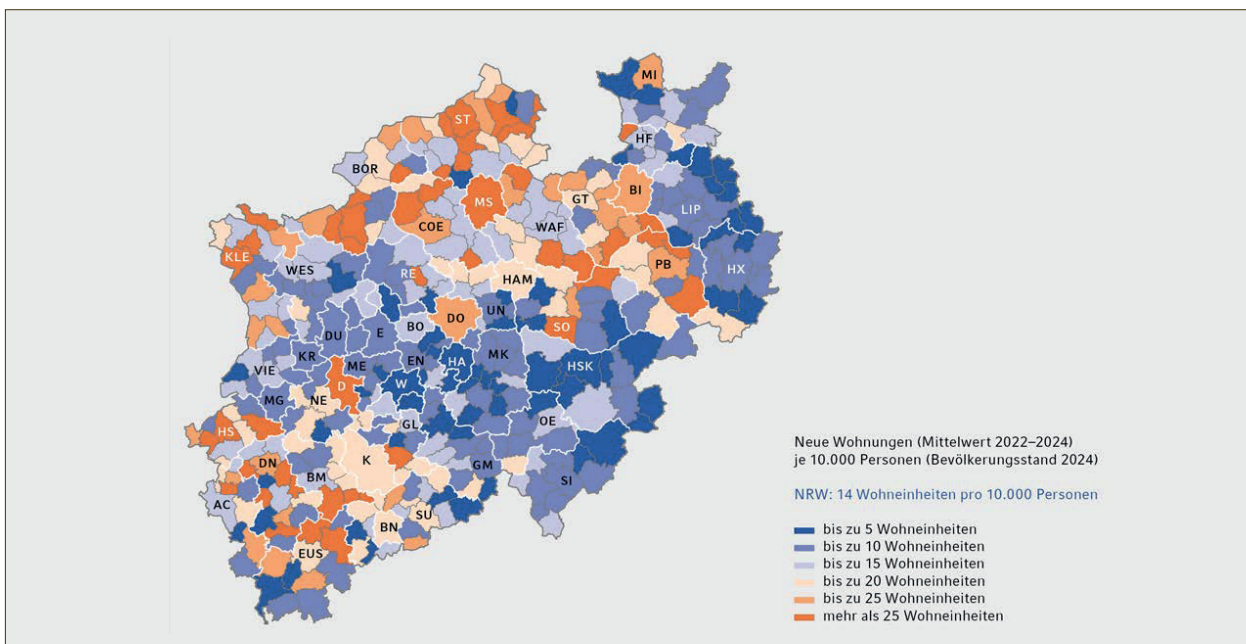 MI
ST
HF
BOR
BI
GT
MS
LIP
COE
WAF
KLE
PB
HX
WES
RE
HAM
UN
DO
SO
BO
DU
E
KR
ME
EN
HA
MK
HSK
VIE
D
W
MG
NE
GL
OE
HS
K
DN
GM
BM
SI
AC
SU
BN
EUS
Neue Wohnungen (Mittelwert 2022–2024)
je 10.000 Personen (Bevölkerungsstand 2024)
NRW: 14 Wohneinheiten pro 10.000 Personen
bis zu 5 Wohneinheiten
bis zu 10 Wohneinheiten
bis zu 15 Wohneinheiten
bis zu 20 Wohneinheiten
bis zu 25 Wohneinheiten
mehr als 25 Wohneinheiten